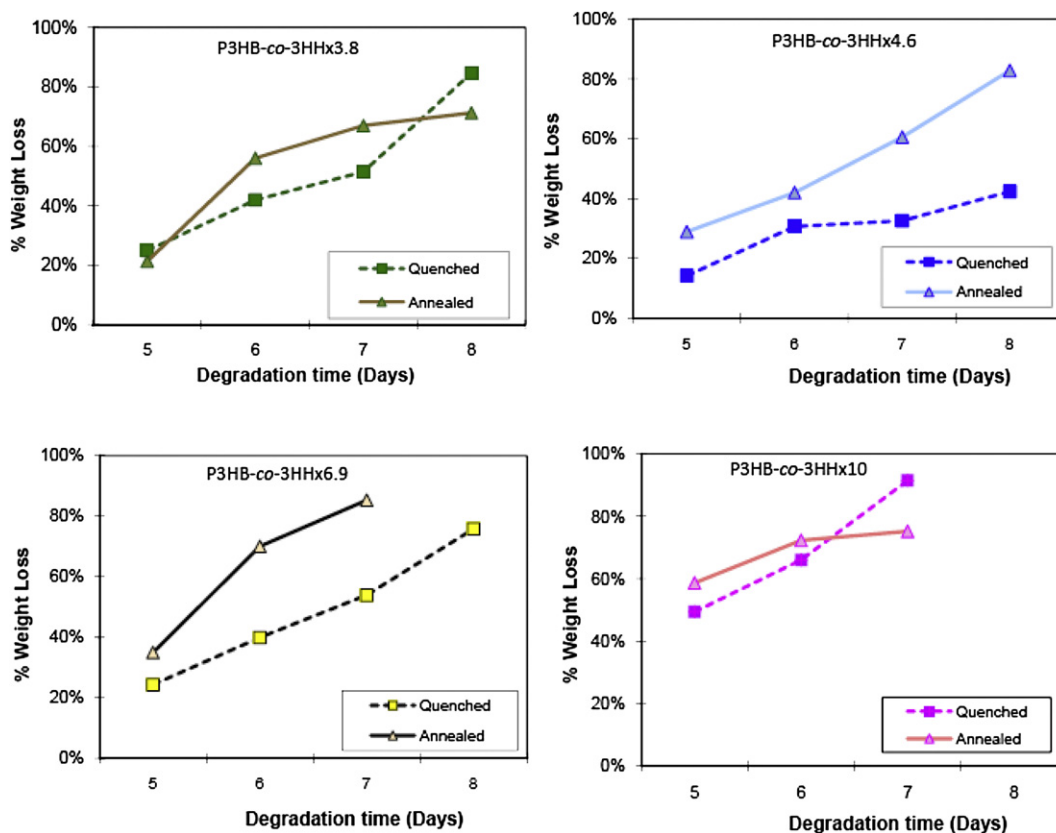 P3HB-co-3HHx3.8
100%
80%
60%
40%
20%
0%
% Weight Loss
Quenched
Annealed
5 6 7 8
Degradation time (Days)
P3HB-co-3HHx4.6
100%
80%
60%
40%
20%
0%
% Weight Loss
Quenched
Annealed
5 6 7 8
Degradation time (Days)
P3HB-co-3HHx6.9
100%
80%
60%
40%
20%
0%
% Weight Loss
Quenched
Annealed
5 6 7 8
Degradation time (Days)
P3HB-co-3HHx10
100%
80%
60%
40%
20%
0%
% Weight Loss
Quenched
Annealed
5 6 7 8
Degradation time (Days)